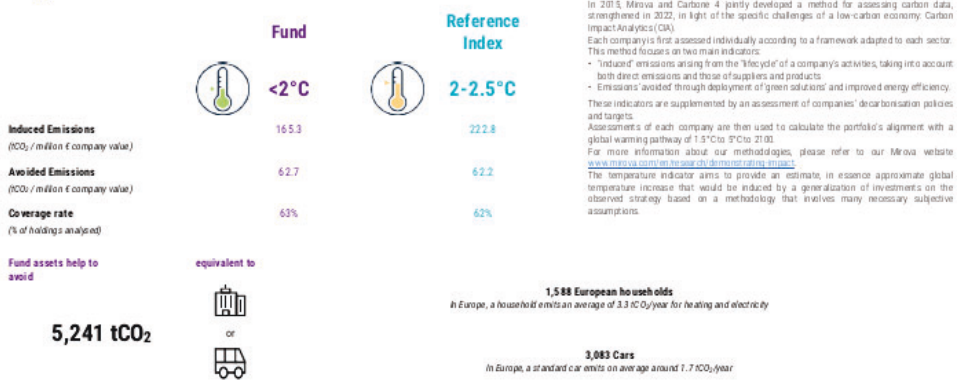 Fund
Reference
Index
<2°C
2-2.5°C
Induced Emissions
165.3
222.8
(tCO₂ / million € company value)
Avoided Emissions
62.7
62.2
(tCO₂ / million € company value)
Coverage rate
63%
62%
(% of holdings analysed)
In 2015, Mirova and Carbone 4 jointly developed a method for assessing carbon data,
strengthened in 2022, in light of the specific challenges of a low-carbon economy: Carbon
Impact Analytics (CIA).
Each company is first assessed individually according to a framework adapted to each sector.
This method focuses on two main indicators:
• "induced" emissions arising from the "lifecycle" of a company's activities, taking into account
both direct emissions and those of suppliers and products
• Emissions 'avoided' through deployment of 'green solutions' and improved energy efficiency.
These indicators are supplemented by an assessment of companies' decarbonisation policies
and targets.
Assessments of each company are then used to calculate the portfolio's alignment with a
global warming pathway of 1.5°C to 5°C to 2100.
For more information about our methodologies, please refer to our Mirova website
www.mirova.com/en/research/demonstrating-impact.
The temperature indicator aims to provide an estimate, in essence approximate global
temperature increase that would be induced by a generalization of investments on the
observed strategy based on a methodology that involves many necessary subjective
assumptions.
Fund assets help to
avoid
equivalent to
5,241 tCO₂
or
1,588 European households
In Europe, a household emits an average of 3.3 tCO₂/year for heating and electricity
3,083 Cars
In Europe, a standard car emits on average around 1.7 tCO₂/year